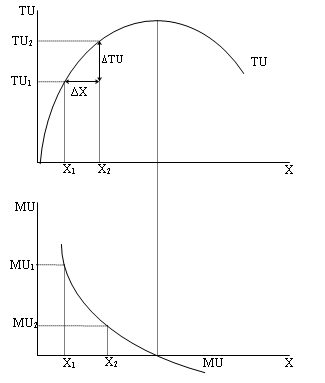 TU
TU₂
ΔTU
TU
TU₁
ΔX
X₁ X₂ X
MU
MU₁
MU₂
X₁ X₂ MU X